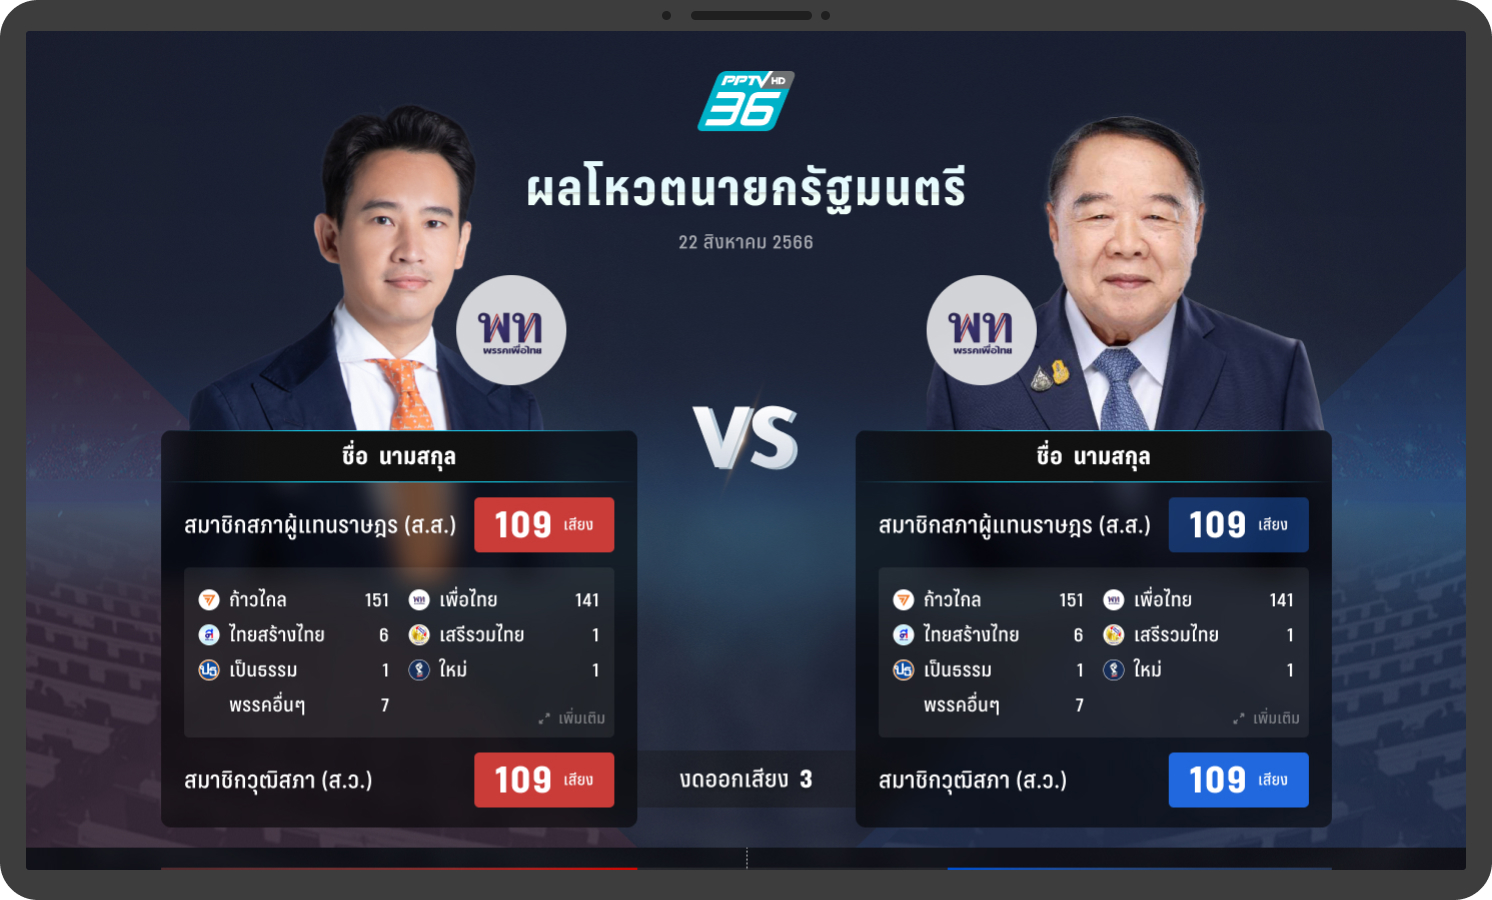 PPTV HD
36
ผลโหวตนายกรัฐมนตรี
22 สิงหาคม 2566
พท
พรรคเพื่อไทย
พท
พรรคเพื่อไทย
VS
ชื่อ นามสกุล
สมาชิกสภาผู้แทนราษฎร (ส.ส.) 109 เสียง
ก้าวไกล 151 พท เพื่อไทย 141
ไทยสร้างไทย 6 เสรีรวมไทย 1
ปธ เป็นธรรม 1 ใหม่ 1
พรรคอื่นๆ 7
เพิ่มเติม
สมาชิกวุฒิสภา (ส.ว.) 109 เสียง
งดออกเสียง 3
ชื่อ นามสกุล
สมาชิกสภาผู้แทนราษฎร (ส.ส.) 109 เสียง
ก้าวไกล 151 พท เพื่อไทย 141
ไทยสร้างไทย 6 เสรีรวมไทย 1
ปธ เป็นธรรม 1 ใหม่ 1
พรรคอื่นๆ 7
เพิ่มเติม
สมาชิกวุฒิสภา (ส.ว.) 109 เสียง